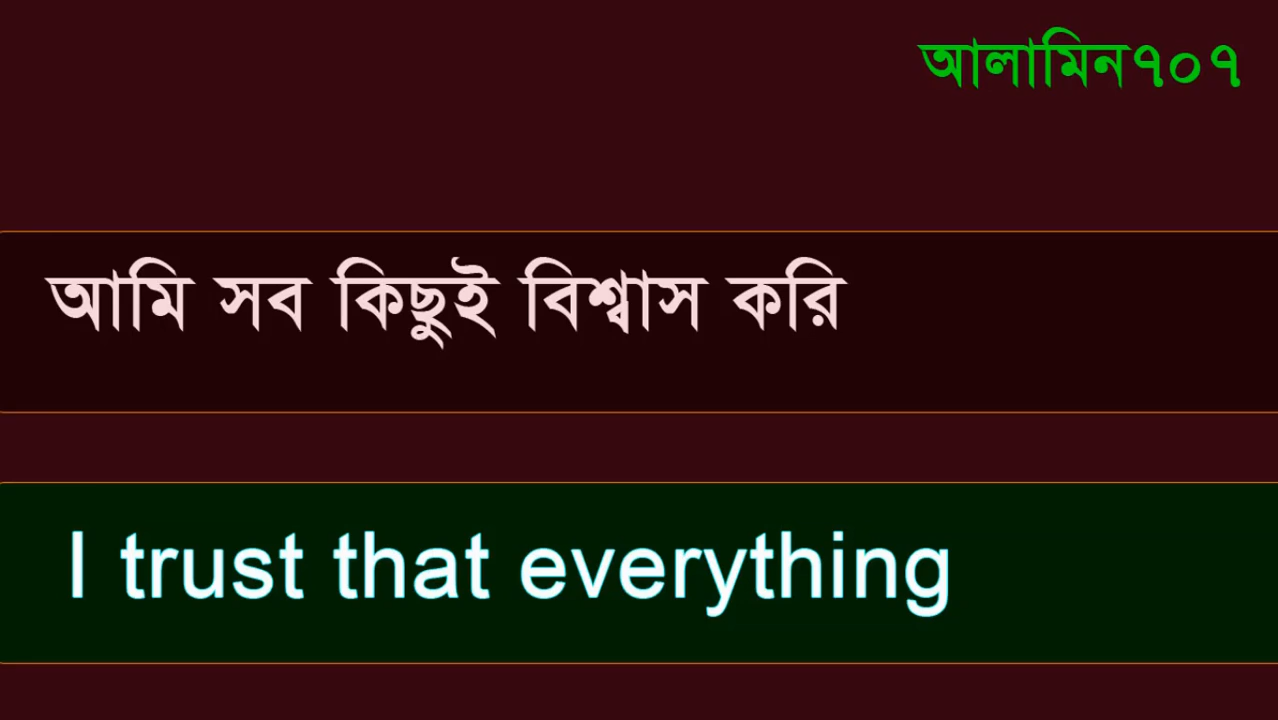 আলামিন৭০৭
আমি সব কিছুই বিশ্বাস করি
I trust that everything